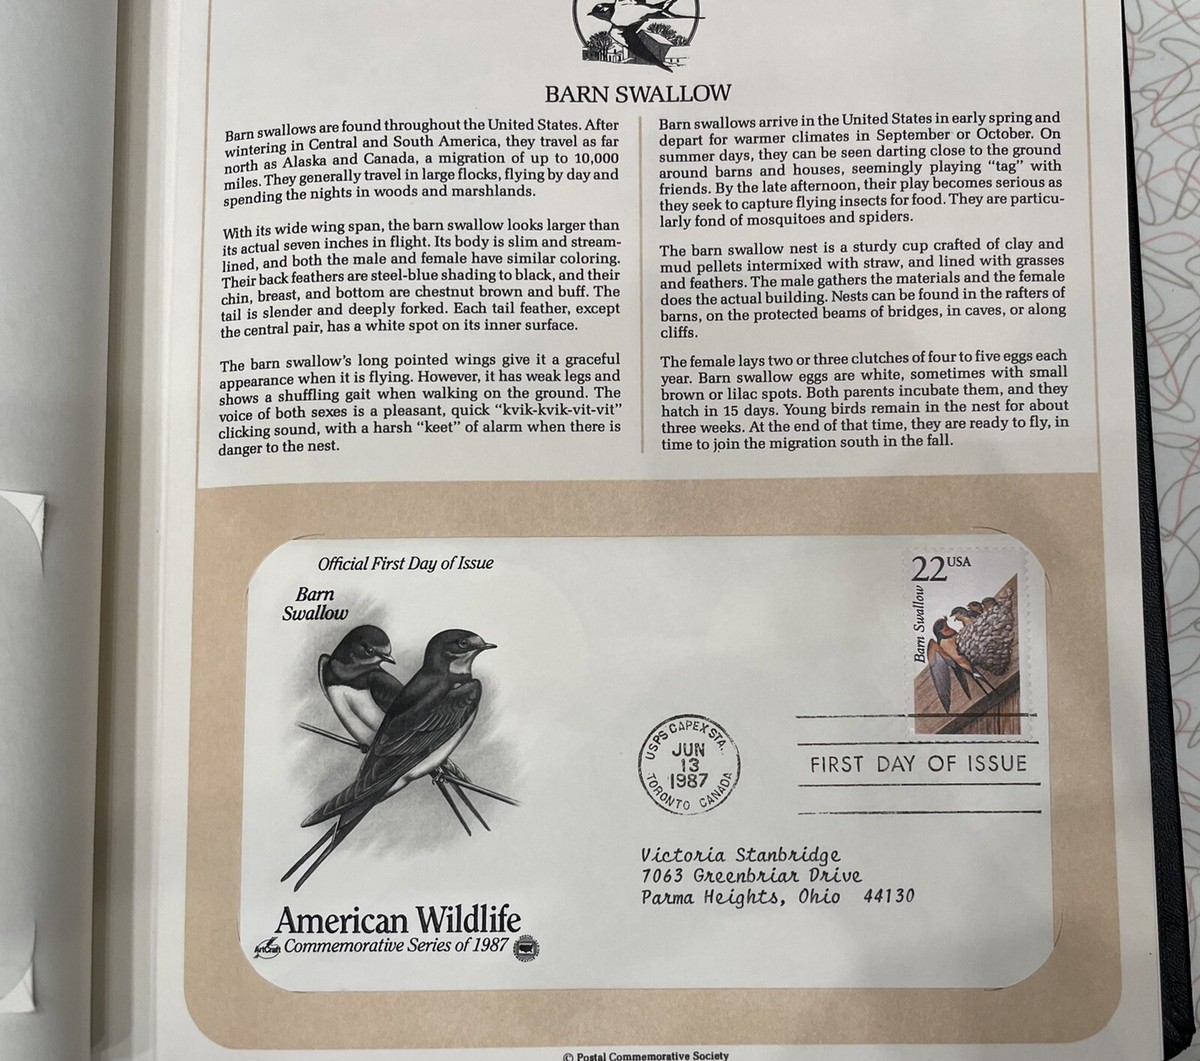 BARN SWALLOW
Barn swallows are found throughout the United States. After
wintering in Central and South America, they travel as far
north as Alaska and Canada, a migration of up to 10,000
miles. They generally travel in large flocks, flying by day and
spending the nights in woods and marshlands.
With its wide wing span, the barn swallow looks larger than
its actual seven inches in flight. Its body is slim and stream-
lined, and both the male and female have similar coloring.
Their back feathers are steel-blue shading to black, and their
chin, breast, and bottom are chestnut brown and buff. The
tail is slender and deeply forked. Each tail feather, except
the central pair, has a white spot on its inner surface.
The barn swallow's long pointed wings give it a graceful
appearance when it is flying. However, it has weak legs and
shows a shuffling gait when walking on the ground. The
voice of both sexes is a pleasant, quick “kvik-kvik-vit-vit”
clicking sound, with a harsh “keet” of alarm when there is
danger to the nest.
Barn swallows arrive in the United States in early spring and
depart for warmer climates in September or October. On
summer days, they can be seen darting close to the ground
around barns and houses, seemingly playing “tag” with
friends. By the late afternoon, their play becomes serious as
they seek to capture flying insects for food. They are particu-
larly fond of mosquitoes and spiders.
The barn swallow nest is a sturdy cup crafted of clay and
mud pellets intermixed with straw, and lined with grasses
and feathers. The male gathers the materials and the female
does the actual building. Nests can be found in the rafters of
barns, on the protected beams of bridges, in caves, or along
cliffs.
The female lays two or three clutches of four to five eggs each
year. Barn swallow eggs are white, sometimes with small
brown or lilac spots. Both parents incubate them, and they
hatch in 15 days. Young birds remain in the nest for about
three weeks. At the end of that time, they are ready to fly, in
time to join the migration south in the fall.
Official First Day of Issue
Barn
Swallow
22 USA
Barn Swallow
USPS CAPEX STA.
JUN
13
1987
TORONTO CANADA
FIRST DAY OF ISSUE
Victoria Stanbridge
7063 Greenbriar Drive
Parma Heights, Ohio 44130
American Wildlife
ArtCraft Commemorative Series of 1987
© Postal Commemorative Society